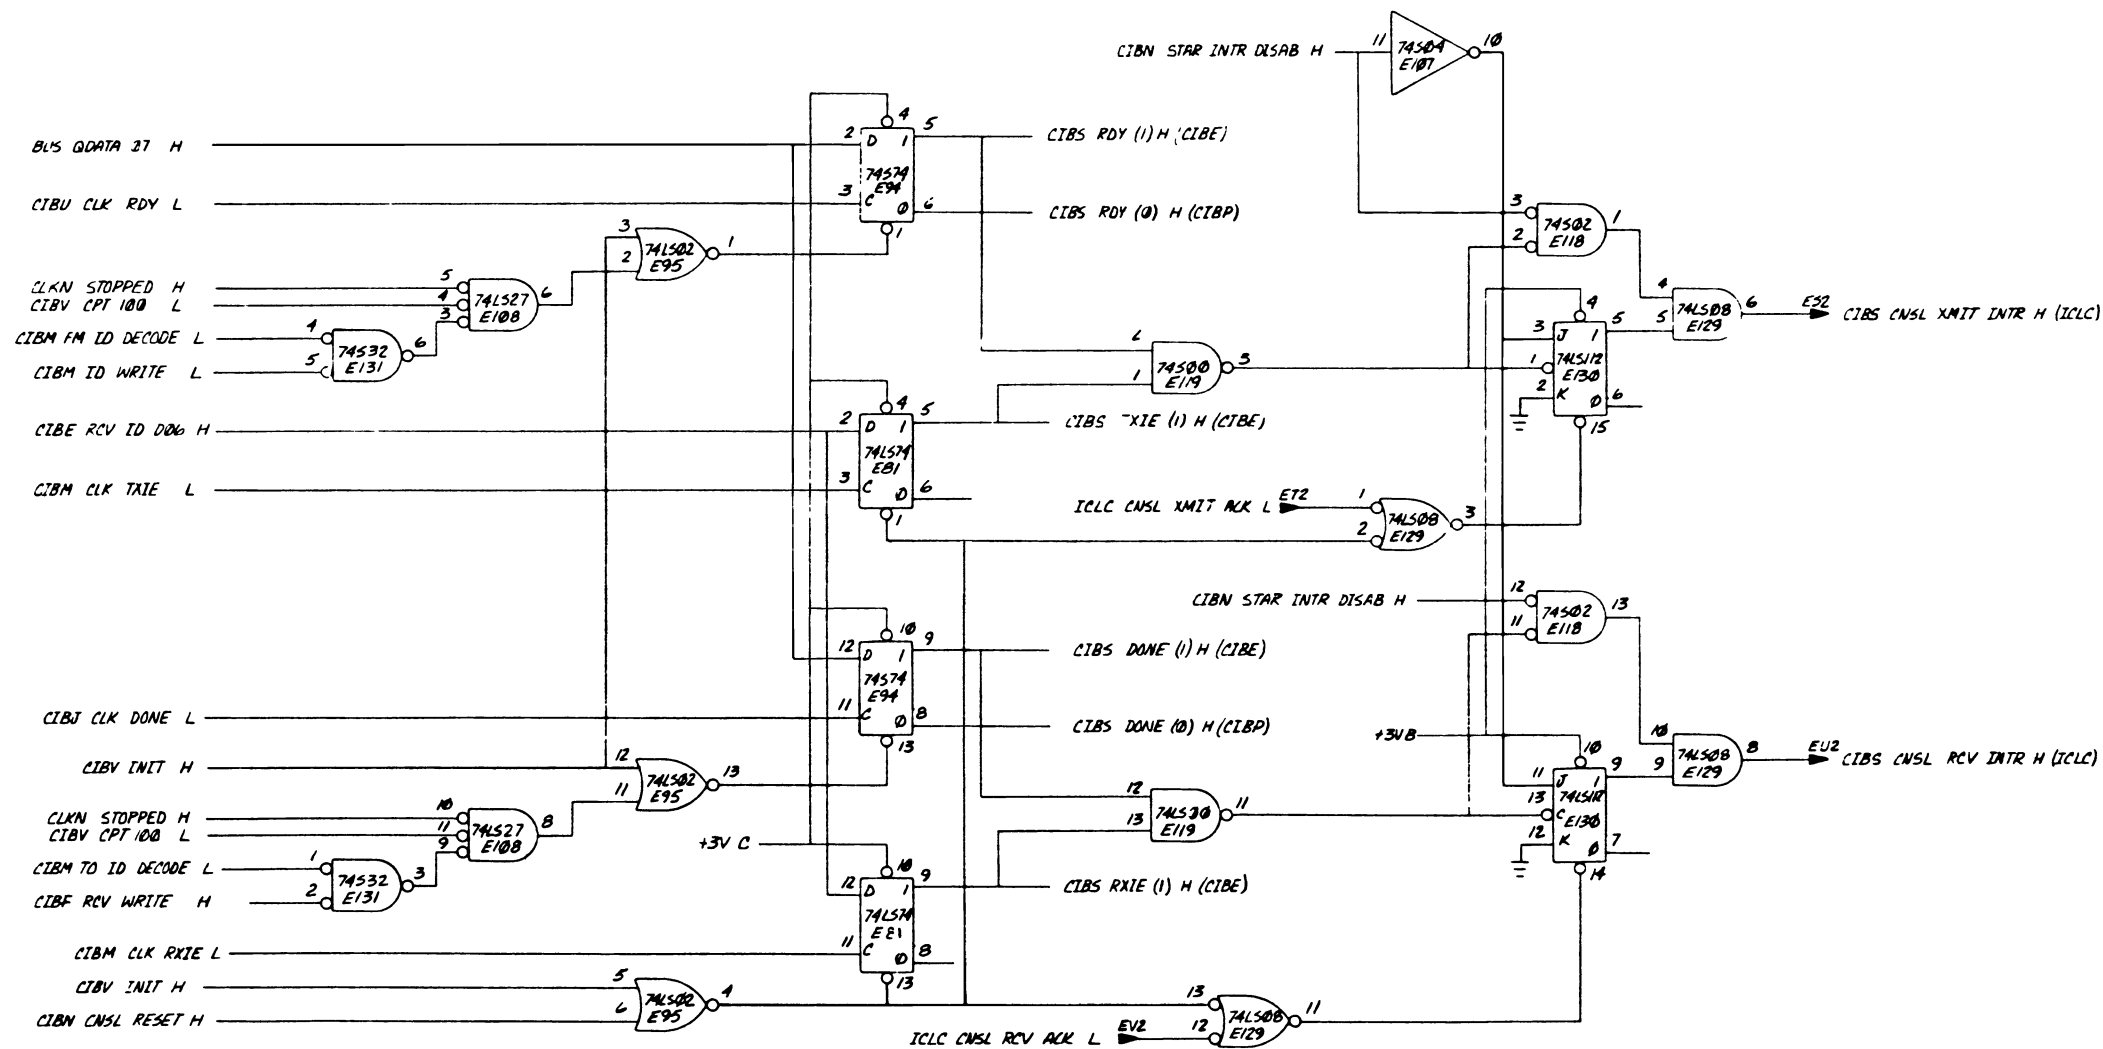 CIBN STAR INTR DISAB H
11
74S04
E107
10
BUS QDATA 27 H
2
4
5
D 1
74S74
E94
3
C
0
6
1
CIBS RDY (1) H (CIBE)
CIBU CLK RDY L
CIBS RDY (0) H (CIBP)
3
2
74LS02
E95
1
3
2
74S02
E118
1
CLKN STOPPED H
CIBV CPT 100 L
5
4
3
74LS27
E108
6
CIBM FM ID DECODE L
CIBM ID WRITE L
4
5
74S32
E131
6
4
5
74LS08
E129
6
ES2
CIBS CNSL XMIT INTR H (ICLC)
4
3
J 1
5
74LS112
E130
1
2
K
0
6
15
1
74S00
E119
3
CIBE RCV ID D06 H
2
4
5
D 1
74LS74
E81
3
C
0
6
1
CIBS TXIE (1) H (CIBE)
CIBM CLK TXIE L
ICLC CNSL XMIT ACK L
ET2
1
2
74LS08
E129
3
CIBN STAR INTR DISAB H
12
11
74S02
E118
13
12
10
9
D 1
74S74
E94
11
C
0
8
13
CIBS DONE (1) H (CIBE)
CIBJ CLK DONE L
CIBS DONE (0) H (CIBP)
CIBV INIT H
12
11
74LS02
E95
13
+3VB
10
9
74LS08
E129
8
EU2
CIBS CNSL RCV INTR H (ICLC)
10
11
J 1
9
74LS112
13
C
E130
12
K
0
7
14
CLKN STOPPED H
CIBV CPT 100 L
10
11
9
74LS27
E108
8
12
13
E119
11
+3V C
CIBM TO ID DECODE L
CIBF RCV WRITE H
1
2
74S32
E131
3
12
10
9
D 1
74LS74
E81
11
C
0
8
13
CIBS RXIE (1) H (CIBE)
CIBM CLK RXIE L
CIBV INIT H
CIBN CNSL RESET H
5
6
74LS02
E95
4
13
12
74LS08
E129
11
ICLC CNSL RCV ACK L
EV2